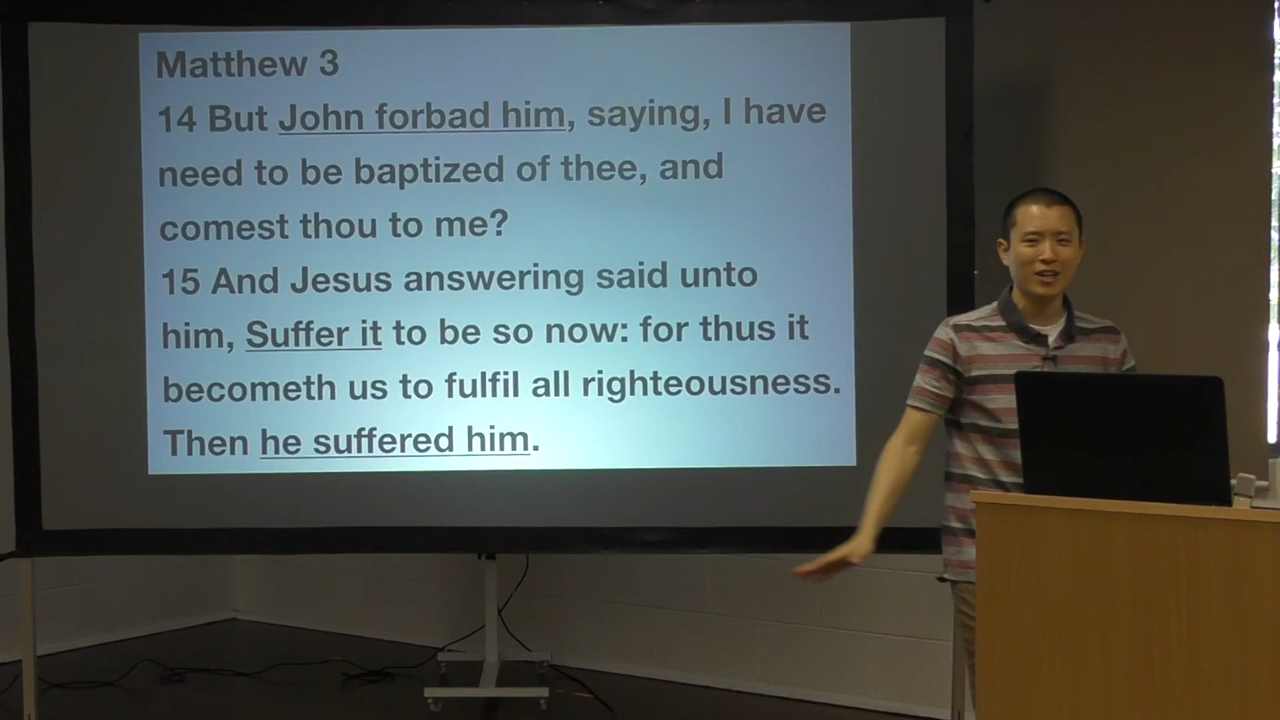 Matthew 3
14 But John forbad him, saying, I have
need to be baptized of thee, and
comest thou to me?
15 And Jesus answering said unto
him, Suffer it to be so now: for thus it
becometh us to fulfil all righteousness.
Then he suffered him.